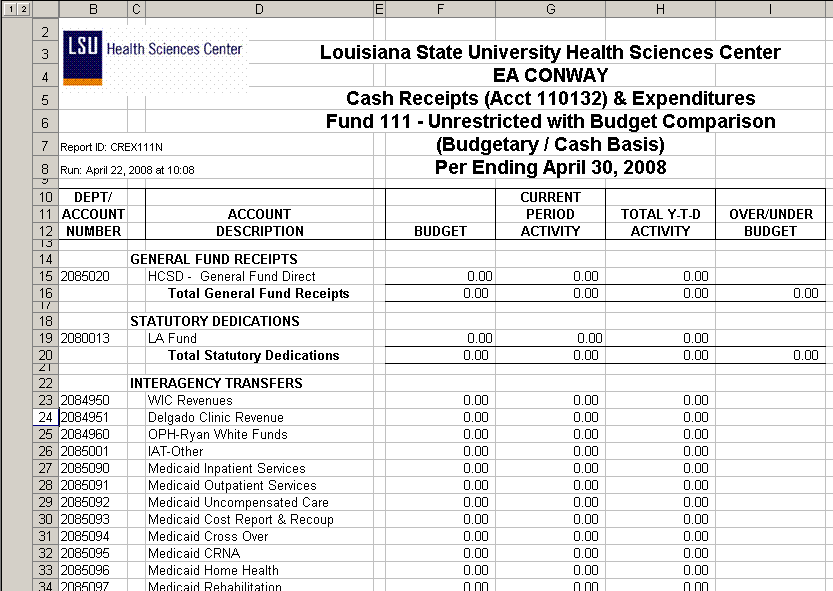 1 2 B C D E F G H I
2
3 LSU Health Sciences Center Louisiana State University Health Sciences Center
4 EA CONWAY
5 Cash Receipts (Acct 110132) & Expenditures
6 Fund 111 - Unrestricted with Budget Comparison
7 Report ID: CREX111N (Budgetary / Cash Basis)
8 Run: April 22, 2008 at 10:08 Per Ending April 30, 2008
9
10 DEPT/ CURRENT
11 ACCOUNT ACCOUNT PERIOD TOTAL Y-T-D OVER/UNDER
12 NUMBER DESCRIPTION BUDGET ACTIVITY ACTIVITY BUDGET
13
14 GENERAL FUND RECEIPTS
15 2085020 HCSD - General Fund Direct 0.00 0.00 0.00
16 Total General Fund Receipts 0.00 0.00 0.00 0.00
17
18 STATUTORY DEDICATIONS
19 2080013 LA Fund 0.00 0.00 0.00
20 Total Statutory Dedications 0.00 0.00 0.00 0.00
21
22 INTERAGENCY TRANSFERS
23 2084950 WIC Revenues 0.00 0.00 0.00
24 2084951 Delgado Clinic Revenue 0.00 0.00 0.00
25 2084960 OPH-Ryan White Funds 0.00 0.00 0.00
26 2085001 IAT-Other 0.00 0.00 0.00
27 2085090 Medicaid Inpatient Services 0.00 0.00 0.00
28 2085091 Medicaid Outpatient Services 0.00 0.00 0.00
29 2085092 Medicaid Uncompensated Care 0.00 0.00 0.00
30 2085093 Medicaid Cost Report & Recoup 0.00 0.00 0.00
31 2085094 Medicaid Cross Over 0.00 0.00 0.00
32 2085095 Medicaid CRNA 0.00 0.00 0.00
33 2085096 Medicaid Home Health 0.00 0.00 0.00
34 2085097 Medicaid Rehabilitation 0.00 0.00 0.00